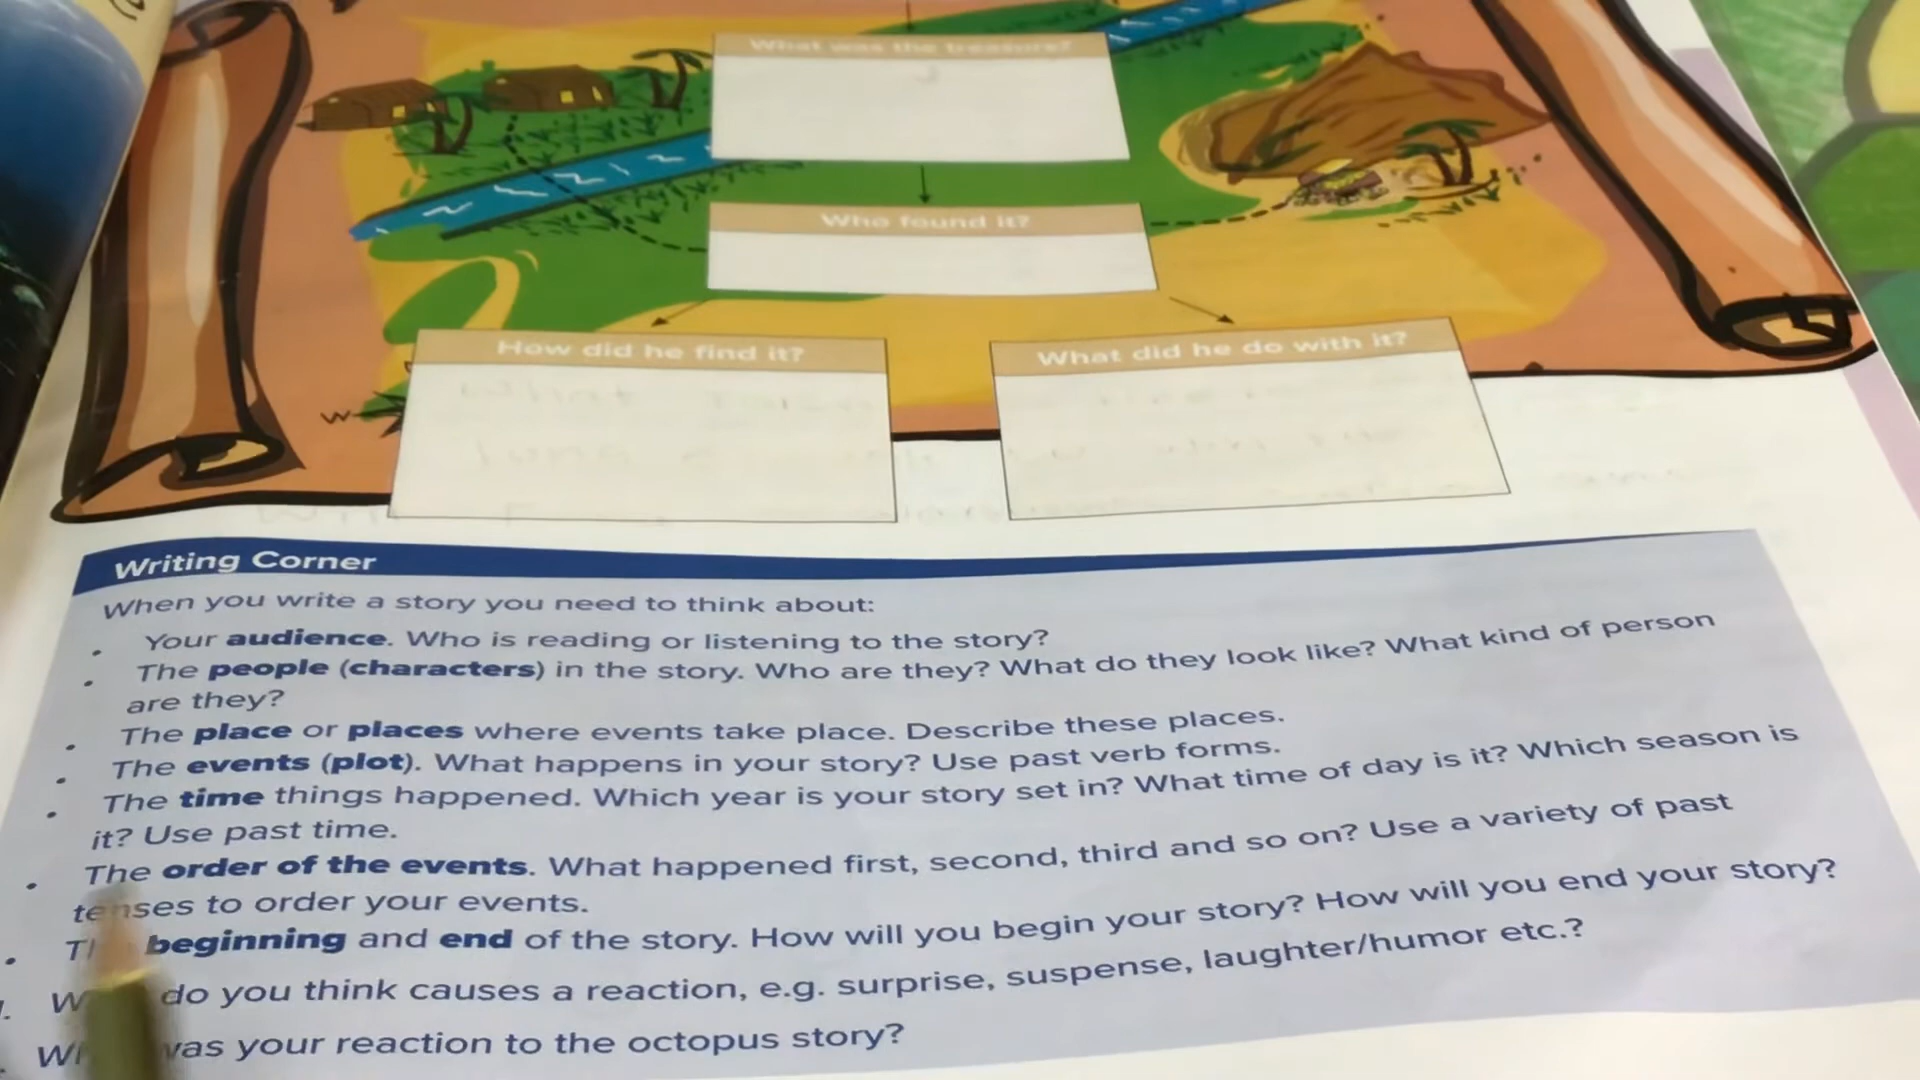 What was the treasure?
Who found it?
How did he find it?
What did he do with it?
Writing Corner
When you write a story you need to think about:
• Your audience. Who is reading or listening to the story?
• The people (characters) in the story. Who are they? What do they look like? What kind of person
are they?
• The place or places where events take place. Describe these places.
• The events (plot). What happens in your story? Use past verb forms.
• The time things happened. Which year is your story set in? What time of day is it? Which season is
it? Use past time.
• The order of the events. What happened first, second, third and so on? Use a variety of past
tenses to order your events.
• beginning and end of the story. How will you begin your story? How will you end your story?
do you think causes a reaction, e.g. surprise, suspense, laughter/humor etc.?
was your reaction to the octopus story?